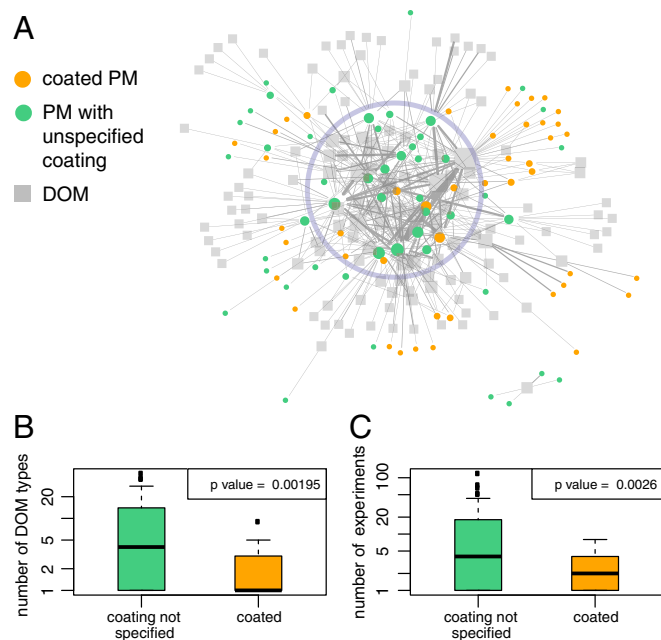 A
coated PM
PM with
unspecified
coating
DOM
B
number of DOM types
20
5
2
1
p value = 0.00195
coating not
specified
coated
C
number of experiments
100
20
5
1
p value = 0.0026
coating not
specified
coated